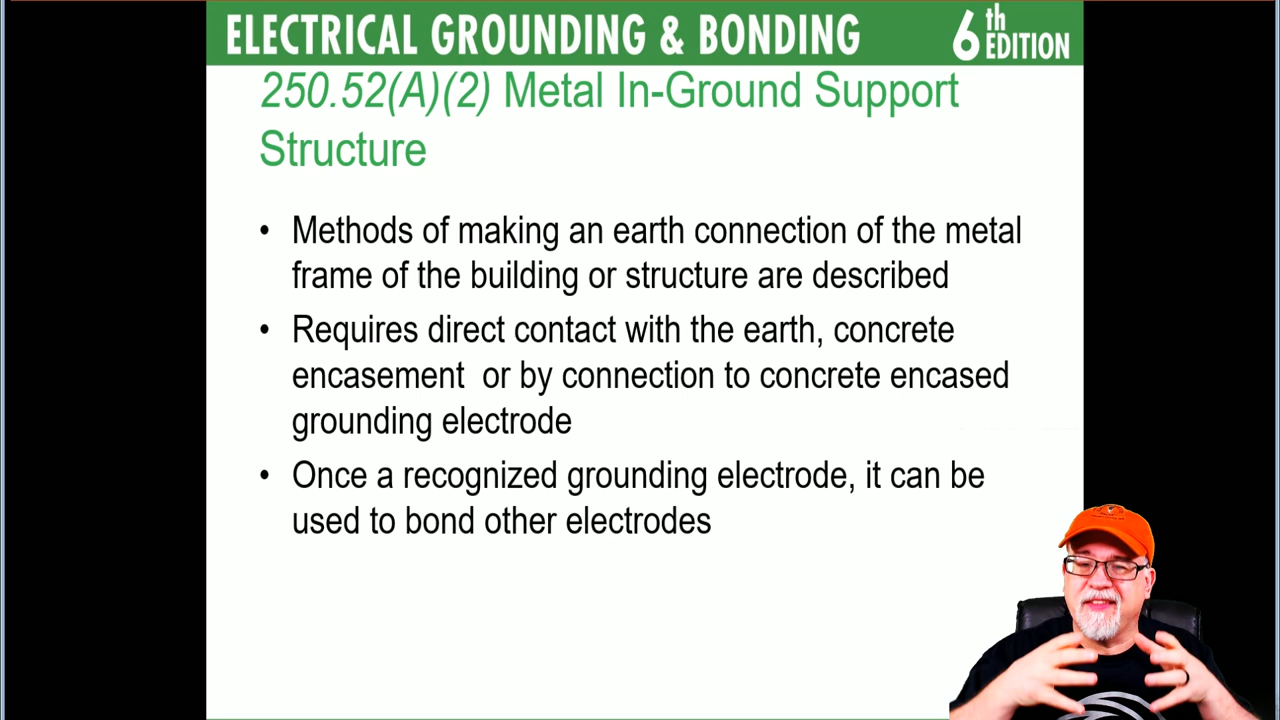 ELECTRICAL GROUNDING & BONDING
6th EDITION
250.52(A)(2) Metal In-Ground Support
Structure
• Methods of making an earth connection of the metal
frame of the building or structure are described
• Requires direct contact with the earth, concrete
encasement or by connection to concrete encased
grounding electrode
• Once a recognized grounding electrode, it can be
used to bond other electrodes